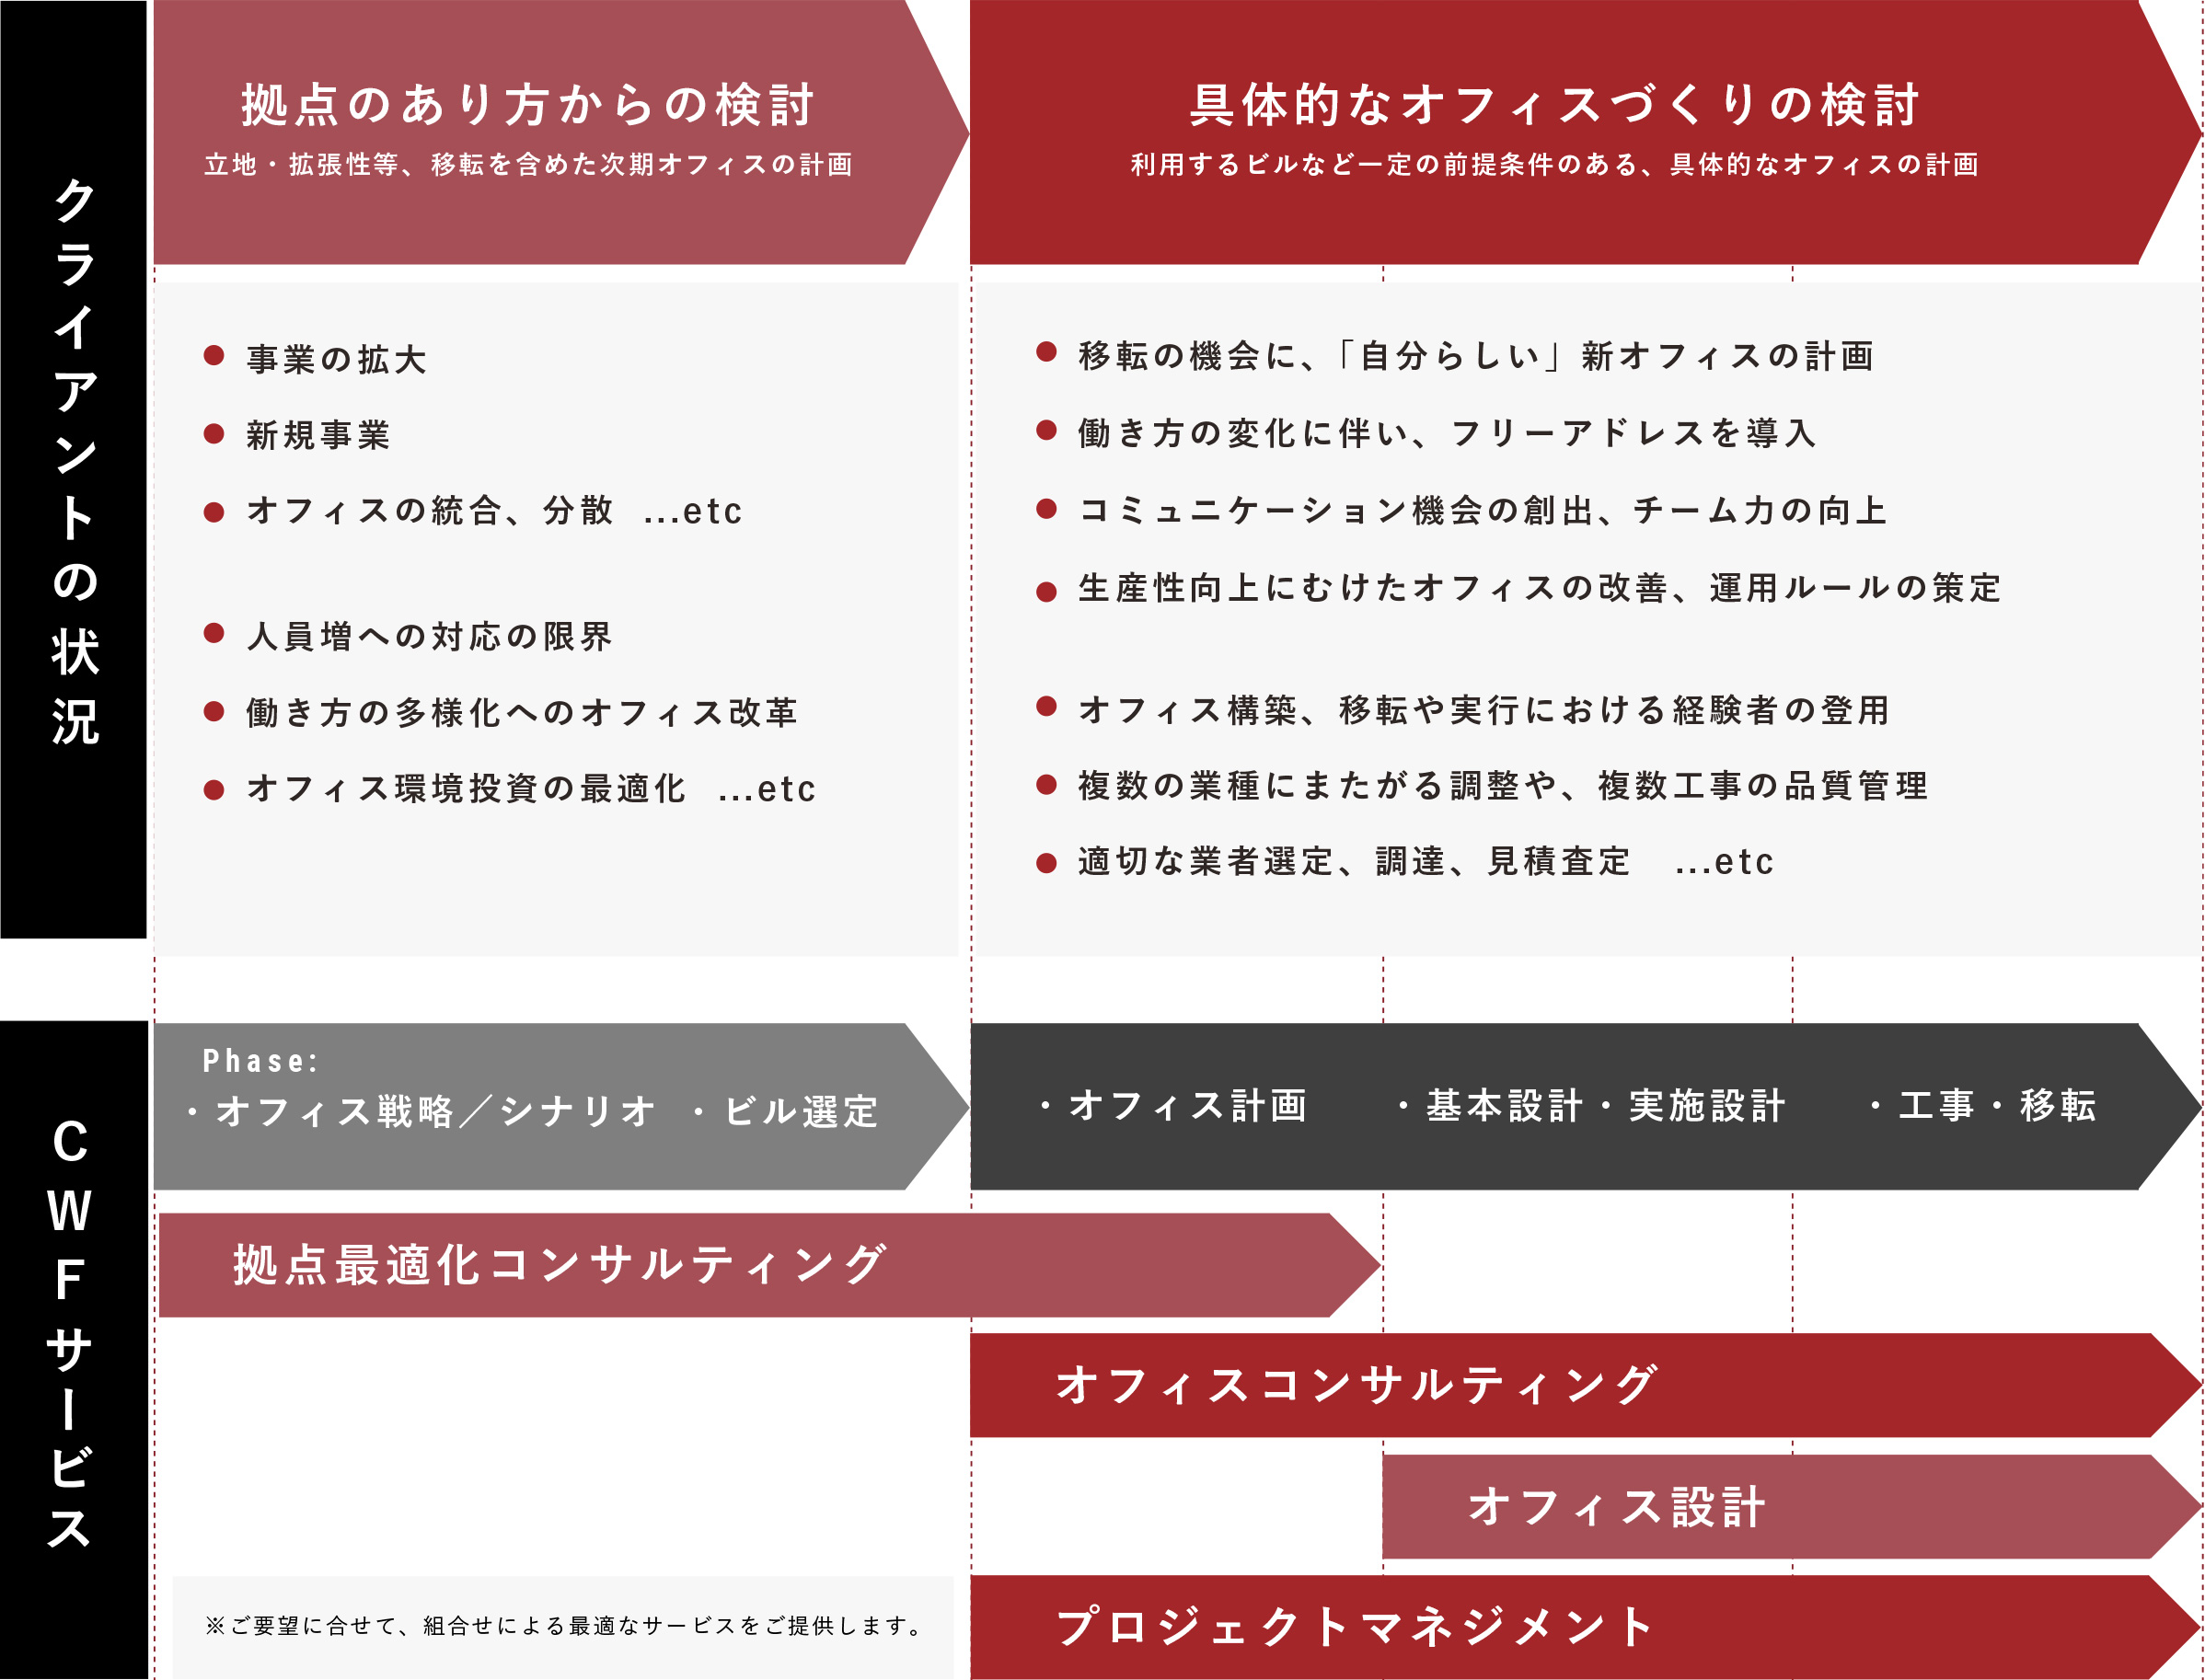 クライアントの状況
拠点のあり方からの検討
立地・拡張性等、移転を含めた次期オフィスの計画
具体的なオフィスづくりの検討
利用するビルなど一定の前提条件のある、具体的なオフィスの計画
● 事業の拡大
● 新規事業
● オフィスの統合、分散 ...etc
● 人員増への対応の限界
● 働き方の多様化へのオフィス改革
● オフィス環境投資の最適化 ...etc
● 移転の機会に、「自分らしい」新オフィスの計画
● 働き方の変化に伴い、フリーアドレスを導入
● コミュニケーション機会の創出、チーム力の向上
● 生産性向上にむけたオフィスの改善、運用ルールの策定
● オフィス構築、移転や実行における経験者の登用
● 複数の業種にまたがる調整や、複数工事の品質管理
● 適切な業者選定、調達、見積査定 ...etc
CWFサービス
Phase:
・オフィス戦略／シナリオ ・ビル選定
・オフィス計画 ・基本設計・実施設計 ・工事・移転
拠点最適化コンサルティング
オフィスコンサルティング
オフィス設計
プロジェクトマネジメント
※ご要望に合せて、組合せによる最適なサービスをご提供します。